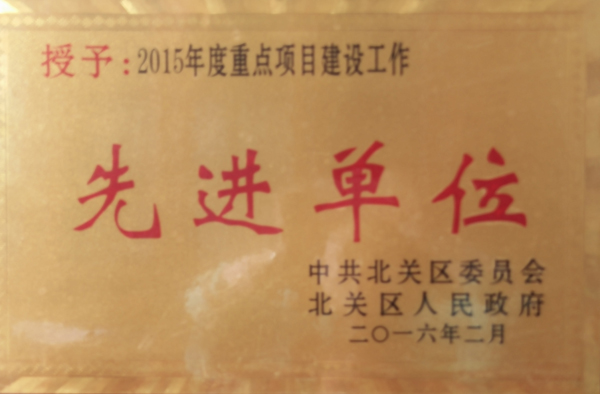 授予:2015年度重点项目建设工作
先进单位
中共北关区委员会
北关区人民政府
二〇一六年二月